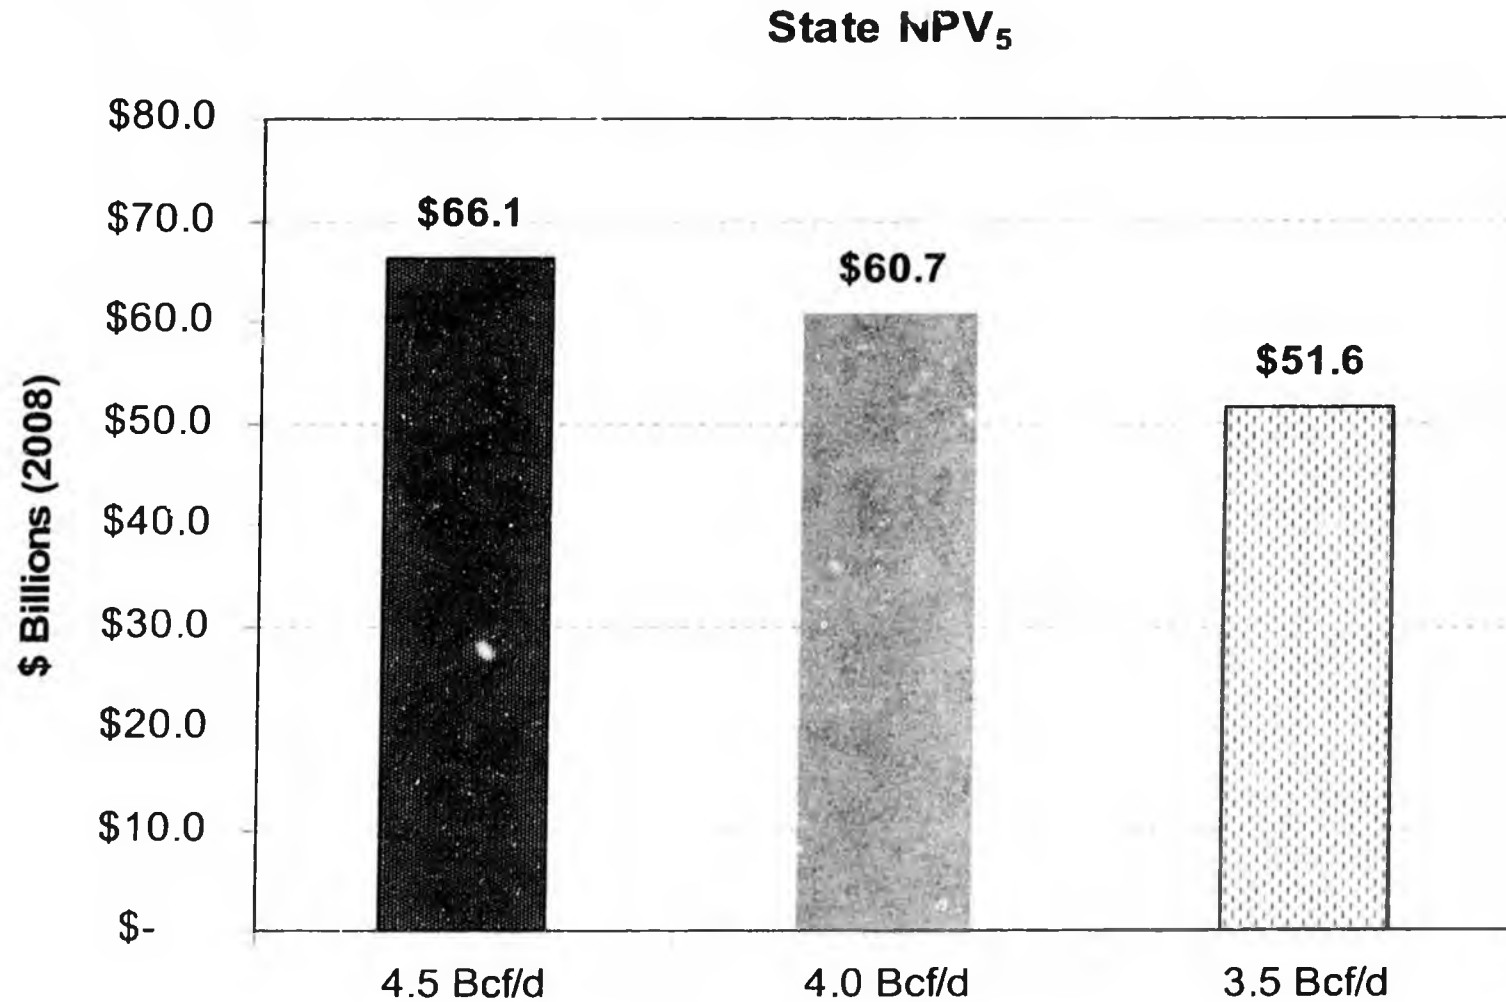 State NPV₅
$80.0
$70.0
$60.0
$50.0
$40.0
$30.0
$20.0
$10.0
$-
$ Billions (2008)
$66.1
$60.7
$51.6
4.5 Bcf/d
4.0 Bcf/d
3.5 Bcf/d